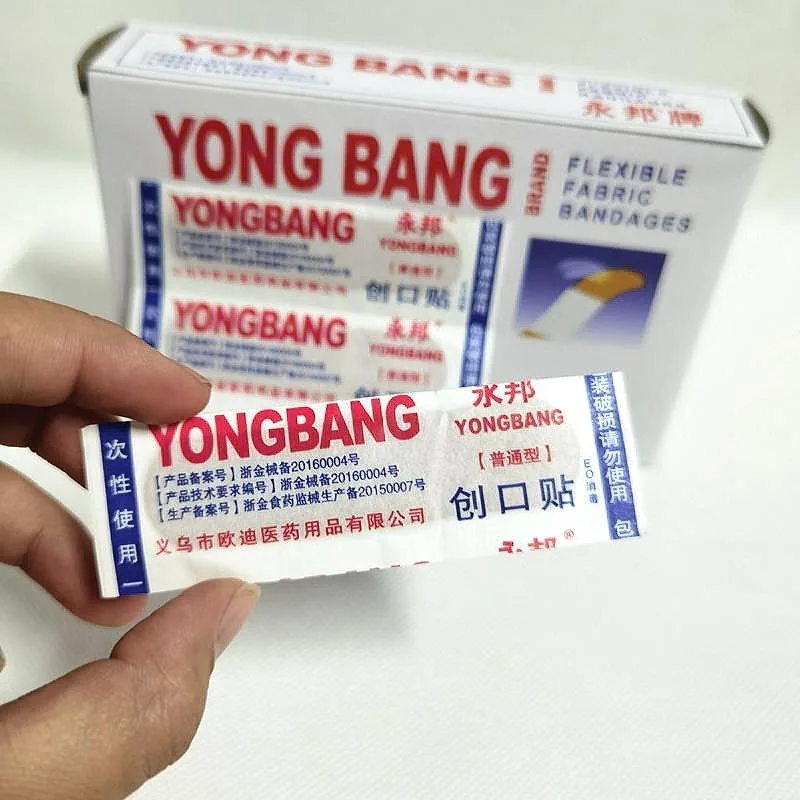 YONG BANG
永邦牌
YONG BANG
BRAND
FLEXIBLE
FABRIC
BANDAGES
YONGBANG
永邦
YONGBANG
创口贴
YONGBANG
永邦
YONGBANG
YONGBANG
永邦
YONGBANG
【普通型】
创口贴
EO消毒
【产品备案号】浙金械备20160004号
【产品技术要求编号】浙金械备20160004号
【生产备案号】浙金食药监械生产备20150007号
义乌市欧迪医药用品有限公司
次性使用一
装破损请勿使用 包
永邦®